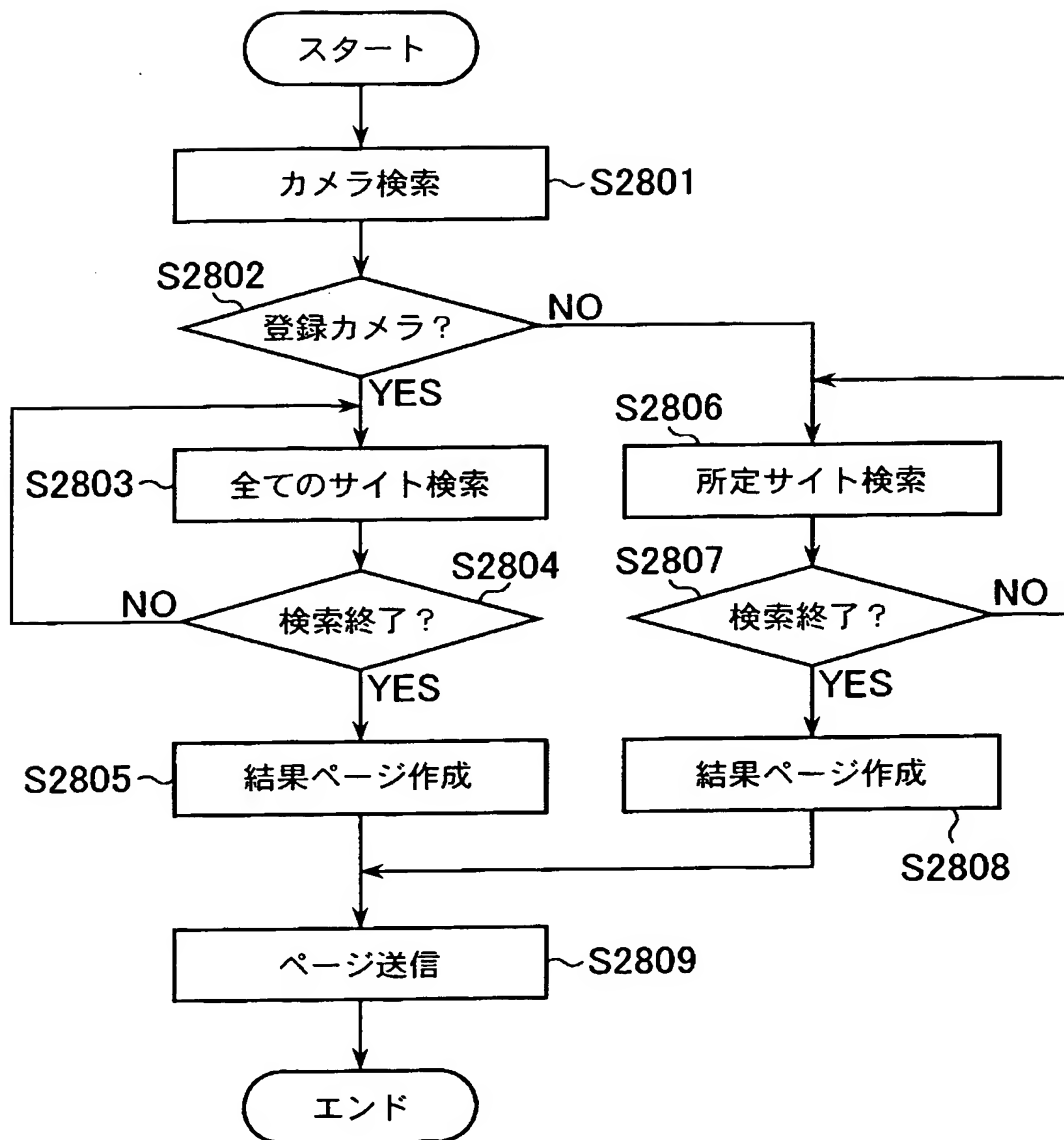 スタート
カメラ検索
S2801
S2802
登録カメラ？
NO
YES
S2803
全てのサイト検索
S2804
検索終了？
NO
YES
S2805
結果ページ作成
S2806
所定サイト検索
S2807
検索終了？
NO
YES
結果ページ作成
S2808
ページ送信
S2809
エンド